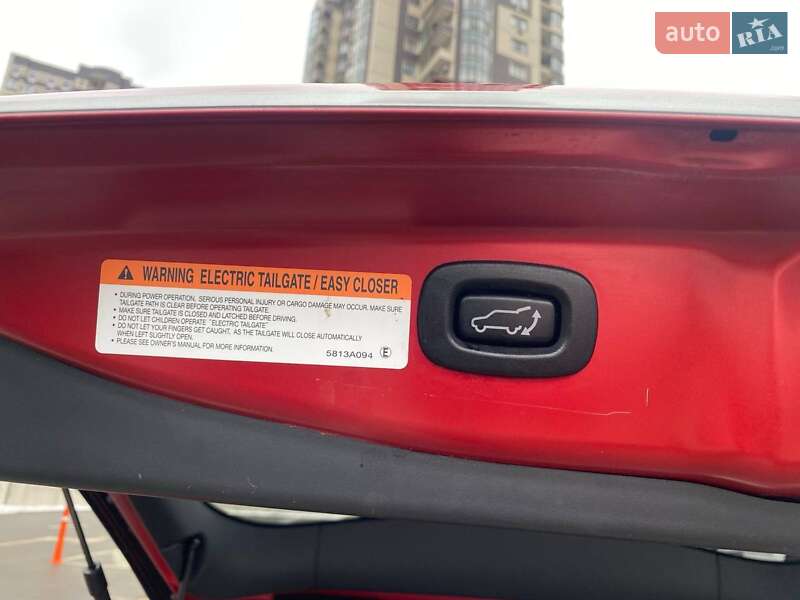 auto RIA
.com
WARNING ELECTRIC TAILGATE / EASY CLOSER
• DURING POWER OPERATION, SERIOUS PERSONAL INJURY OR CARGO DAMAGE MAY OCCUR. MAKE SURE
TAILGATE PATH IS CLEAR BEFORE OPERATING TAILGATE.
• MAKE SURE TAILGATE IS CLOSED AND LATCHED BEFORE DRIVING.
• DO NOT LET CHILDREN OPERATE "ELECTRIC TAILGATE".
• DO NOT LET YOUR FINGERS GET CAUGHT, AS THE TAILGATE WILL CLOSE AUTOMATICALLY
WHEN LEFT SLIGHTLY OPEN.
• PLEASE SEE OWNER'S MANUAL FOR MORE INFORMATION.
5813A094 E